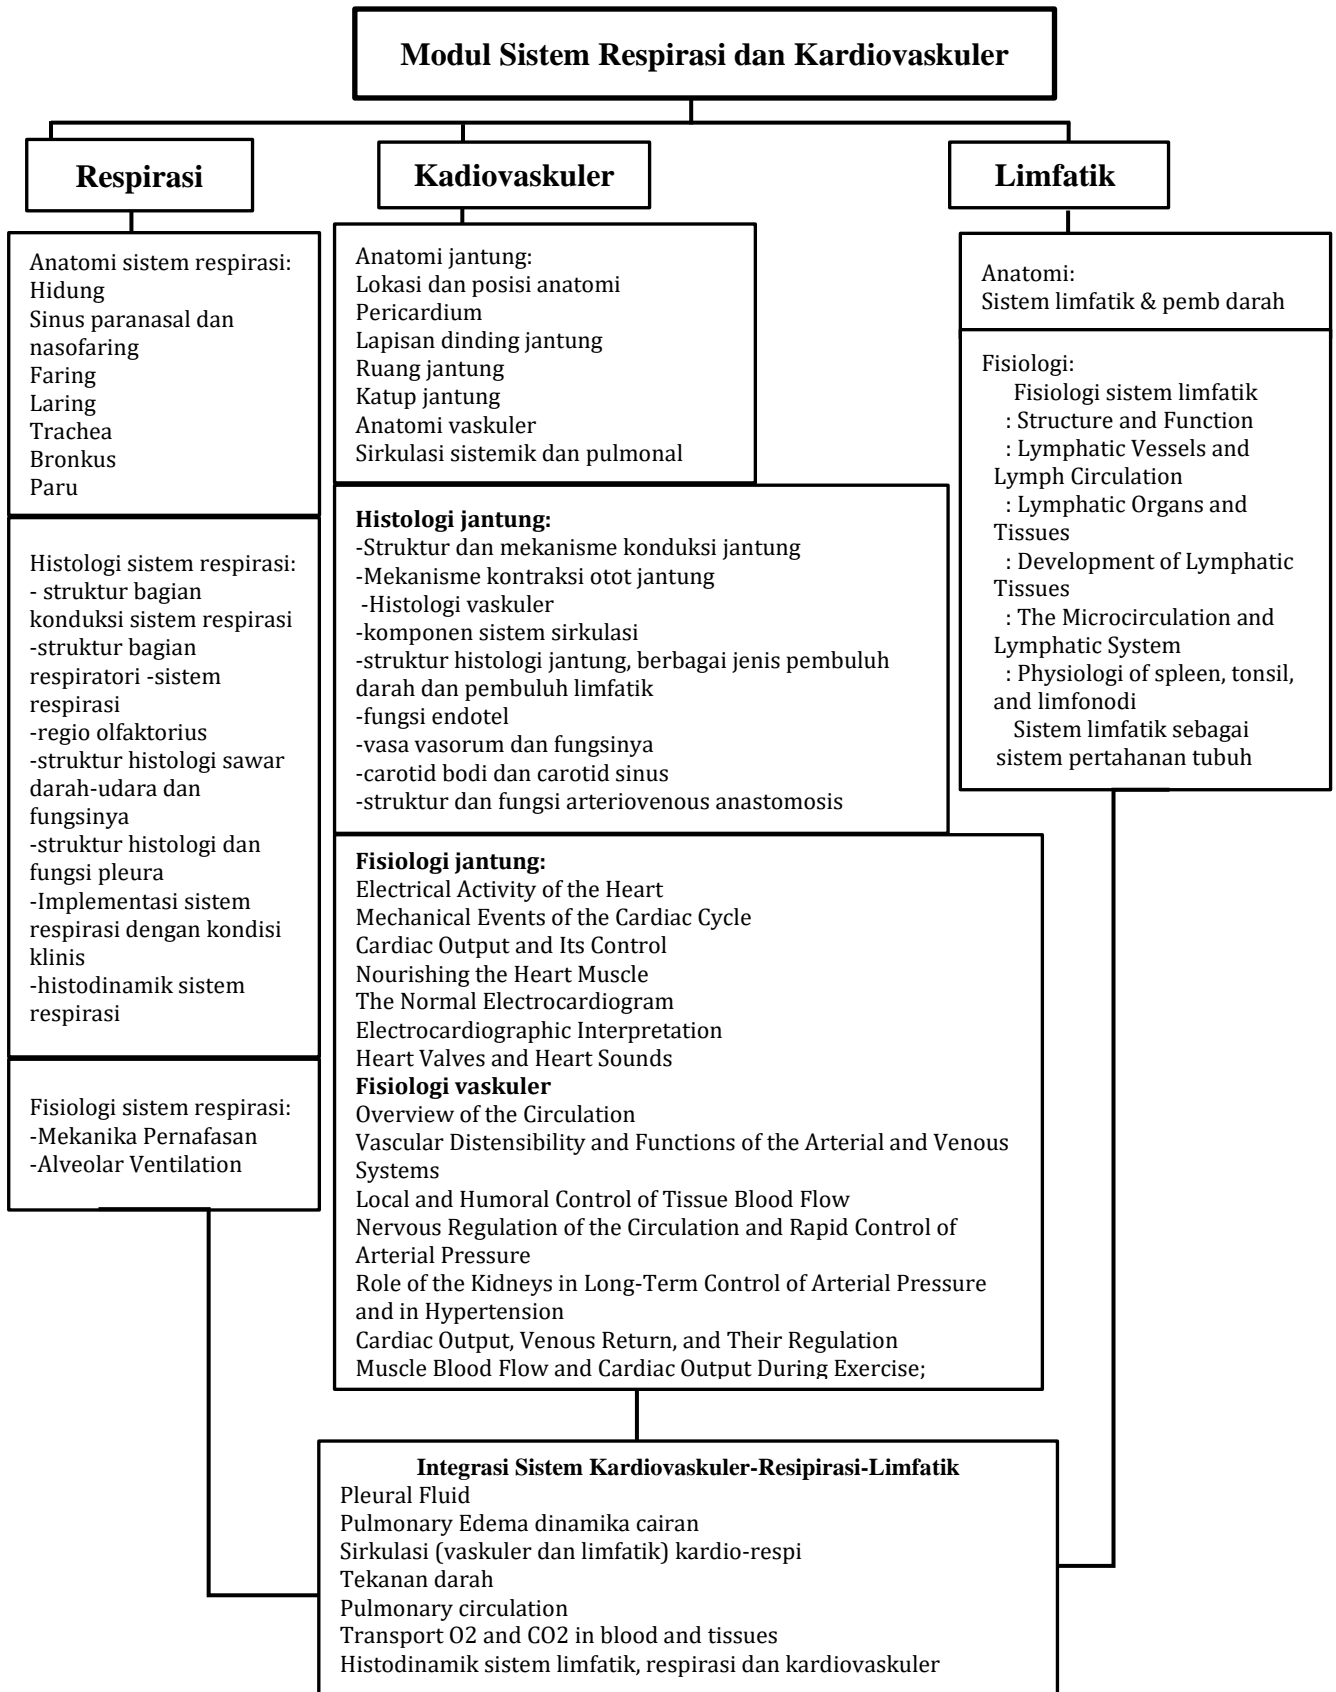 Modul Sistem Respirasi dan Kardiovaskuler
Respirasi
Anatomi sistem respirasi:
Hidung
Sinus paranasal dan
nasofaring
Faring
Laring
Trachea
Bronkus
Paru
Histologi sistem respirasi:
- struktur bagian
konduksi sistem respirasi
-struktur bagian
respiratori -sistem
respirasi
-regio olfaktorius
-struktur histologi sawar
darah-udara dan
fungsinya
-struktur histologi dan
fungsi pleura
-Implementasi sistem
respirasi dengan kondisi
klinis
-histodinamik sistem
respirasi
Fisiologi sistem respirasi:
-Mekanika Pernafasan
-Alveolar Ventilation
Kadiovaskuler
Anatomi jantung:
Lokasi dan posisi anatomi
Pericardium
Lapisan dinding jantung
Ruang jantung
Katup jantung
Anatomi vaskuler
Sirkulasi sistemik dan pulmonal
Histologi jantung:
-Struktur dan mekanisme konduksi jantung
-Mekanisme kontraksi otot jantung
-Histologi vaskuler
-komponen sistem sirkulasi
-struktur histologi jantung, berbagai jenis pembuluh
darah dan pembuluh limfatik
-fungsi endotel
-vasa vasorum dan fungsinya
-carotid bodi dan carotid sinus
-struktur dan fungsi arteriovenous anastomosis
Fisiologi jantung:
Electrical Activity of the Heart
Mechanical Events of the Cardiac Cycle
Cardiac Output and Its Control
Nourishing the Heart Muscle
The Normal Electrocardiogram
Electrocardiographic Interpretation
Heart Valves and Heart Sounds
Fisiologi vaskuler
Overview of the Circulation
Vascular Distensibility and Functions of the Arterial and Venous
Systems
Local and Humoral Control of Tissue Blood Flow
Nervous Regulation of the Circulation and Rapid Control of
Arterial Pressure
Role of the Kidneys in Long-Term Control of Arterial Pressure
and in Hypertension
Cardiac Output, Venous Return, and Their Regulation
Muscle Blood Flow and Cardiac Output During Exercise;
Limfatik
Anatomi:
Sistem limfatik & pemb darah
Fisiologi:
Fisiologi sistem limfatik
: Structure and Function
: Lymphatic Vessels and
Lymph Circulation
: Lymphatic Organs and
Tissues
: Development of Lymphatic
Tissues
: The Microcirculation and
Lymphatic System
: Physiologi of spleen, tonsil,
and limfonodi
Sistem limfatik sebagai
sistem pertahanan tubuh
Integrasi Sistem Kardiovaskuler-Resipirasi-Limfatik
Pleural Fluid
Pulmonary Edema dinamika cairan
Sirkulasi (vaskuler dan limfatik) kardio-respi
Tekanan darah
Pulmonary circulation
Transport O2 and CO2 in blood and tissues
Histodinamik sistem limfatik, respirasi dan kardiovaskuler